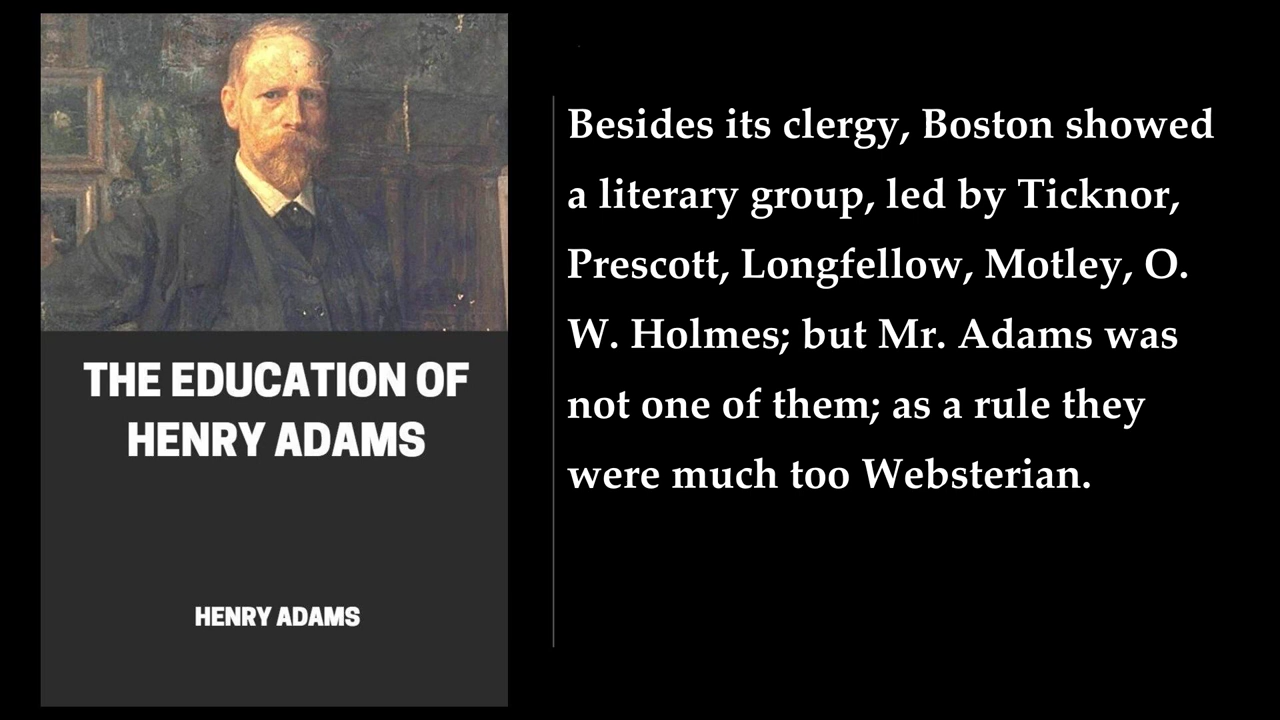 THE EDUCATION OF
HENRY ADAMS
HENRY ADAMS
Besides its clergy, Boston showed
a literary group, led by Ticknor,
Prescott, Longfellow, Motley, O.
W. Holmes; but Mr. Adams was
not one of them; as a rule they
were much too Websterian.